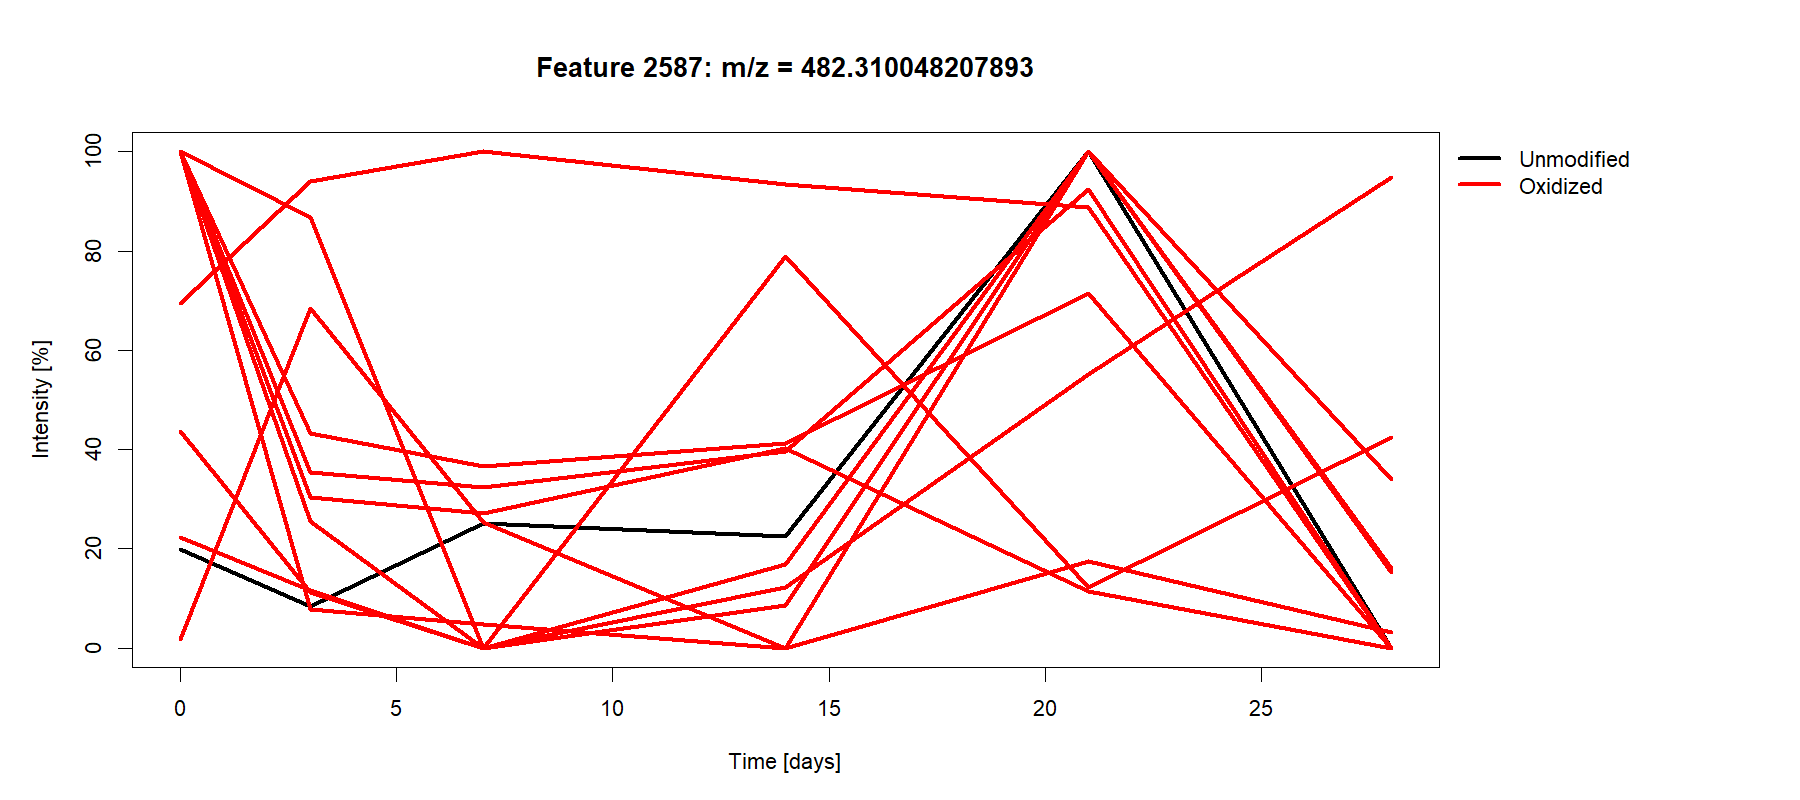 Feature 2587: m/z = 482.310048207893
Unmodified
Oxidized
Intensity [%]
100
80
60
40
20
0
0 5 10 15 20 25
Time [days]